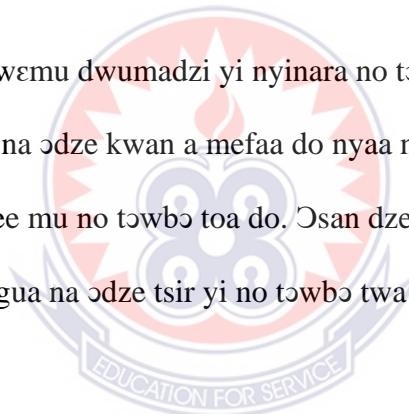 wɛmu dwumadzi yi nyinara no tɔ
na ɔdze kwan a mefaa do nyaa n
ee mu no tɔwbɔ toa do. Ɔsan dze
gua na ɔdze tsir yi no tɔwbɔ twa
EDUCATION FOR SERVICE